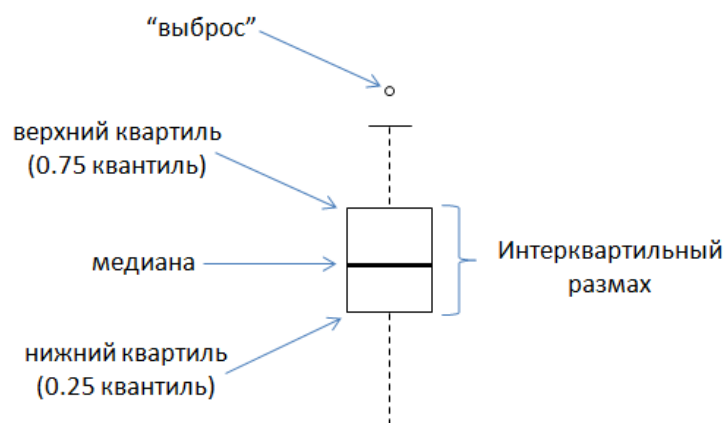 “выброс”
верхний квартиль
(0.75 квантиль)
медиана
Интерквартильный
размах
нижний квартиль
(0.25 квантиль)